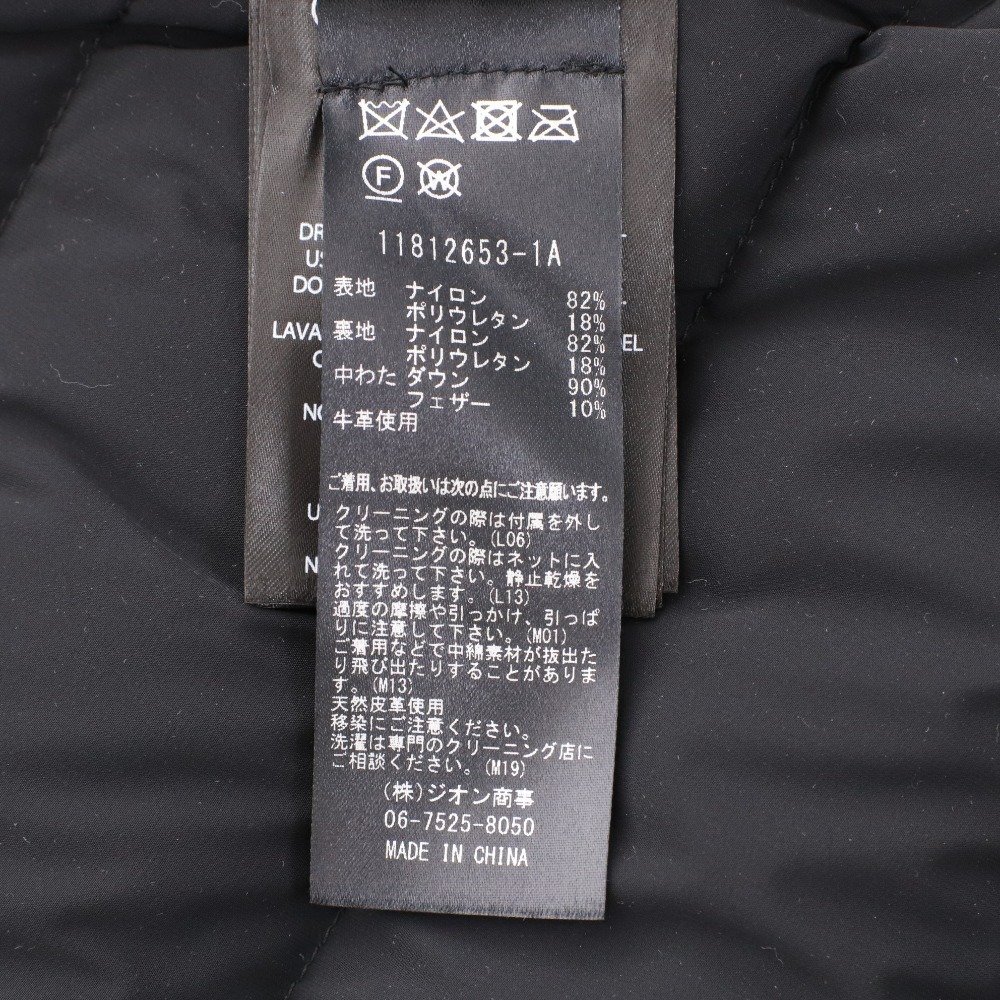 F W
11812653-1A
表地 ナイロン 82%
ポリウレタン 18%
裏地 ナイロン 82%
ポリウレタン 18%
中わた ダウン 90%
フェザー 10%
牛革使用
ご着用、お取扱いは次の点にご注意願います。
クリーニングの際は付属を外し
て洗って下さい。(L06)
クリーニングの際はネットに入
れて洗って下さい。静止乾燥を
おすすめします。(L13)
過度の摩擦や引っかけ、引っぱ
りに注意して下さい。(M01)
ご着用などで中綿素材が抜出た
り飛び出たりすることがありま
す。(M13)
天然皮革使用
移染にご注意ください。
洗濯は専門のクリーニング店に
ご相談ください。(M19)
(株)ジオン商事
06-7525-8050
MADE IN CHINA
DR
US
DO
LAVA
NO